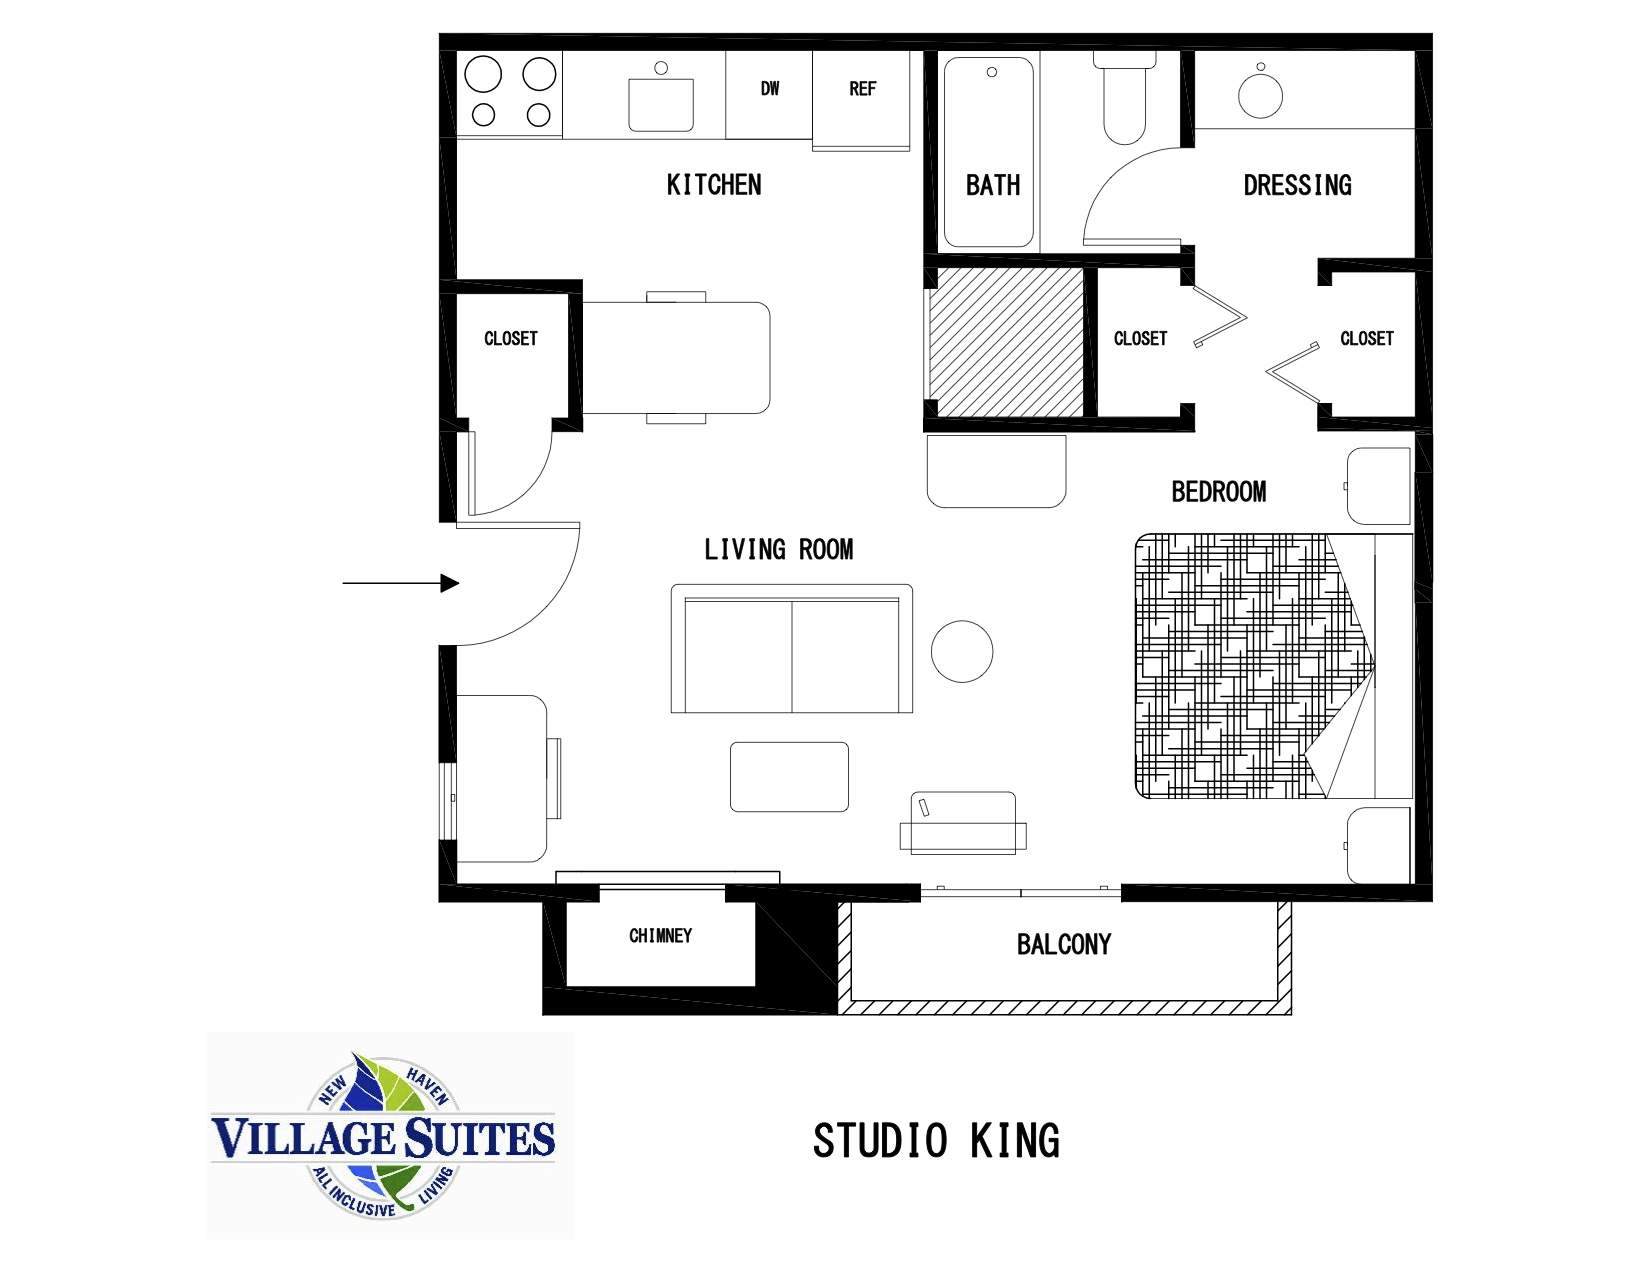 DW
REF
KITCHEN
BATH
DRESSING
CLOSET
CLOSET
CLOSET
BEDROOM
LIVING ROOM
CHIMNEY
BALCONY
NEW HAVEN
VILLAGE SUITES
ALL INCLUSIVE LIVING
STUDIO KING